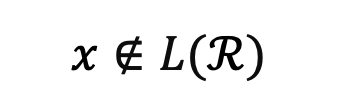 x ∉ L(ℛ)